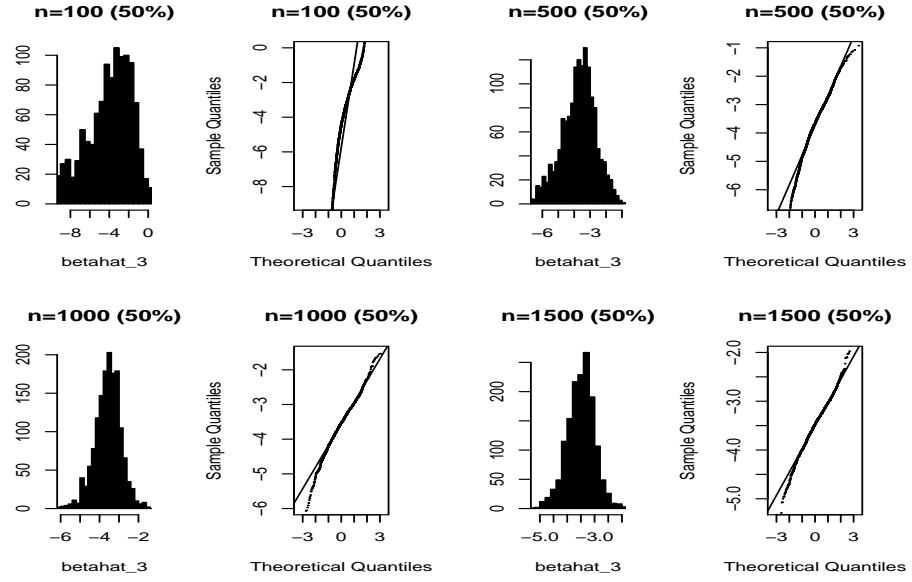 n=100 (50%)
0 20 40 60 80 100
−8 −4 0
betahat_3
n=100 (50%)
Sample Quantiles
−8 −6 −4 −2 0
−3 0 3
Theoretical Quantiles
n=500 (50%)
0 40 80 120
−6 −3
betahat_3
n=500 (50%)
Sample Quantiles
−6 −5 −4 −3 −2 −1
−3 0 3
Theoretical Quantiles
n=1000 (50%)
0 50 100 150 200
−6 −4 −2
betahat_3
n=1000 (50%)
Sample Quantiles
−6 −5 −4 −3 −2
−3 0 3
Theoretical Quantiles
n=1500 (50%)
0 50 100 200
−5.0 −3.0
betahat_3
n=1500 (50%)
Sample Quantiles
−5.0 −4.0 −3.0 −2.0
−3 0 3
Theoretical Quantiles